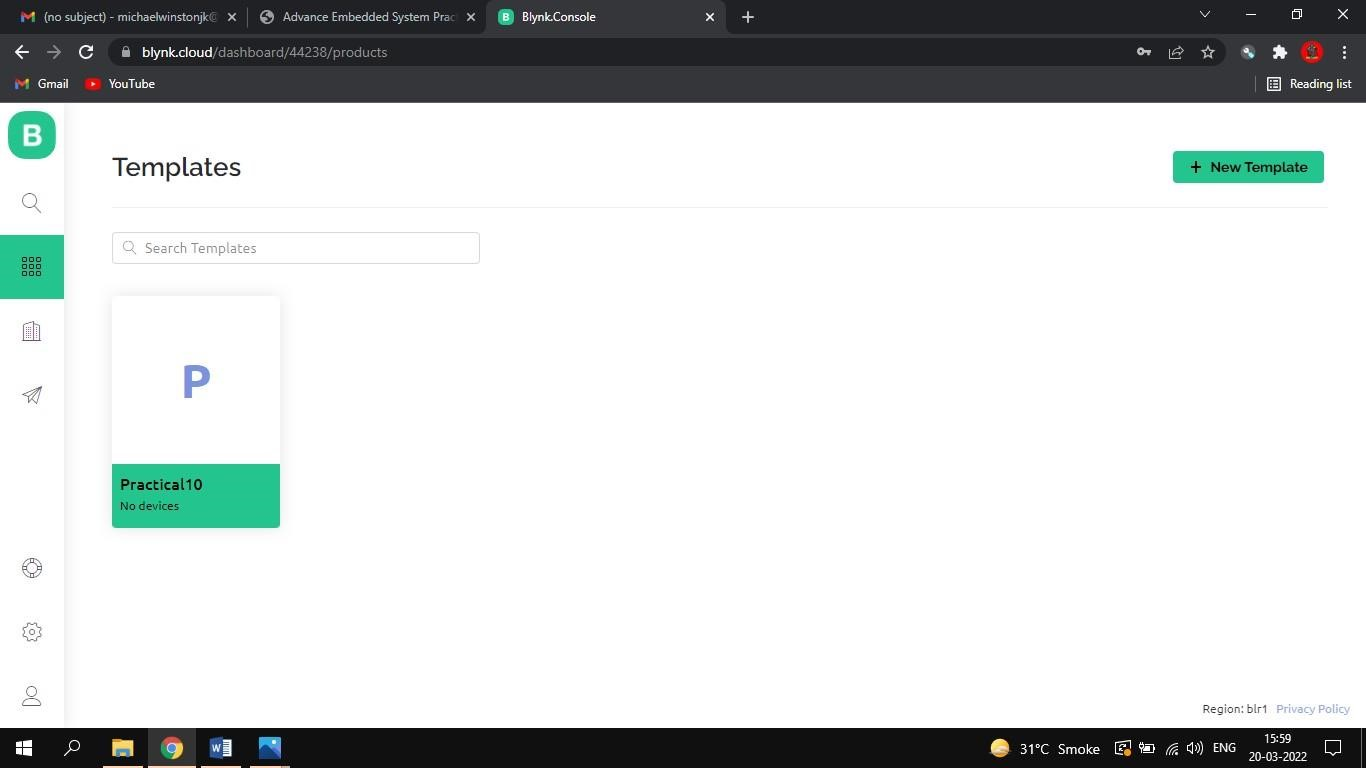 (no subject) - michaelwinstonjk@
Advance Embedded System Prac
Blynk.Console
blynk.cloud/dashboard/44238/products
Gmail
YouTube
Reading list
B
Templates
+ New Template
Search Templates
P
Practical10
No devices
Region: blr1 Privacy Policy
31°C Smoke
ENG
15:59
20-03-2022